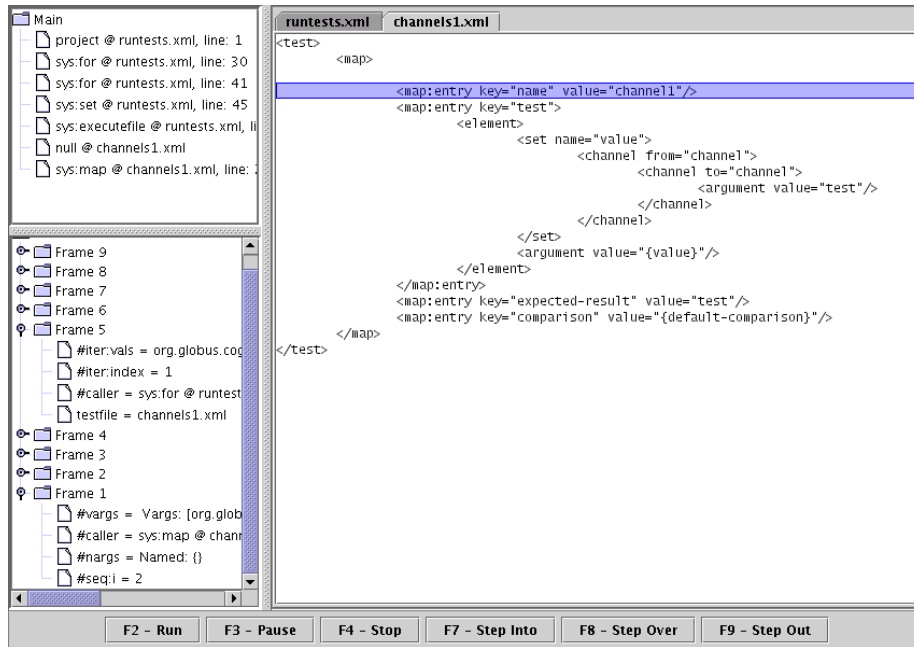 Main
project @ runtests.xml, line: 1
sys:for @ runtests.xml, line: 30
sys:for @ runtests.xml, line: 41
sys:set @ runtests.xml, line: 45
sys:executefile @ runtests.xml, li
null @ channels1.xml
sys:map @ channels1.xml, line:
Frame 9
Frame 8
Frame 7
Frame 6
Frame 5
#iter:vals = org.globus.cog
#iter:index = 1
#caller = sys:for @ runtest
testfile = channels1.xml
Frame 4
Frame 3
Frame 2
Frame 1
#vargs = Vargs: [org.glob
#caller = sys:map @ chan
#nargs = Named: {}
#seq:i = 2
runtests.xml channels1.xml
<test>
<map>
<map:entry key="name" value="channel1"/>
<map:entry key="test">
<element>
<set name="value">
<channel from="channel">
<channel to="channel">
<argument value="test"/>
</channel>
</channel>
</set>
<argument value="{value}"/>
</element>
</map:entry>
<map:entry key="expected-result" value="test"/>
<map:entry key="comparison" value="{default-comparison}"/>
</map>
</test>
F2 - Run F3 - Pause F4 - Stop F7 - Step Into F8 - Step Over F9 - Step Out